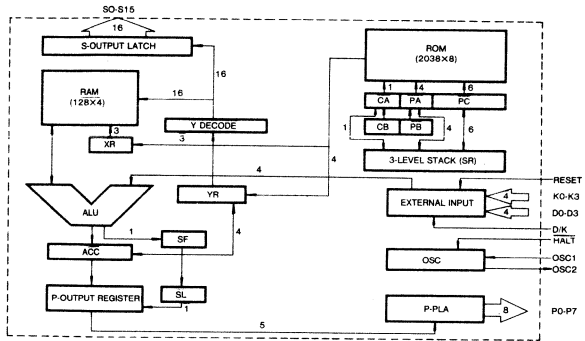 SO-S15
16
S-OUTPUT LATCH
ROM
(2038×8)
16
RAM
(128×4)
16
1 4 6
CA PA PC
3
XR
Y DECODE
1 CB PB 4 6
3
4
3-LEVEL STACK (SR)
4
RESET
YR
EXTERNAL INPUT
4 K0-K3
4 D0-D3
ALU
D/K
1
SF
4
HALT
ACC
OSC
OSC1
OSC2
P-OUTPUT REGISTER
SL
1
P-PLA
8
P0-P7
5